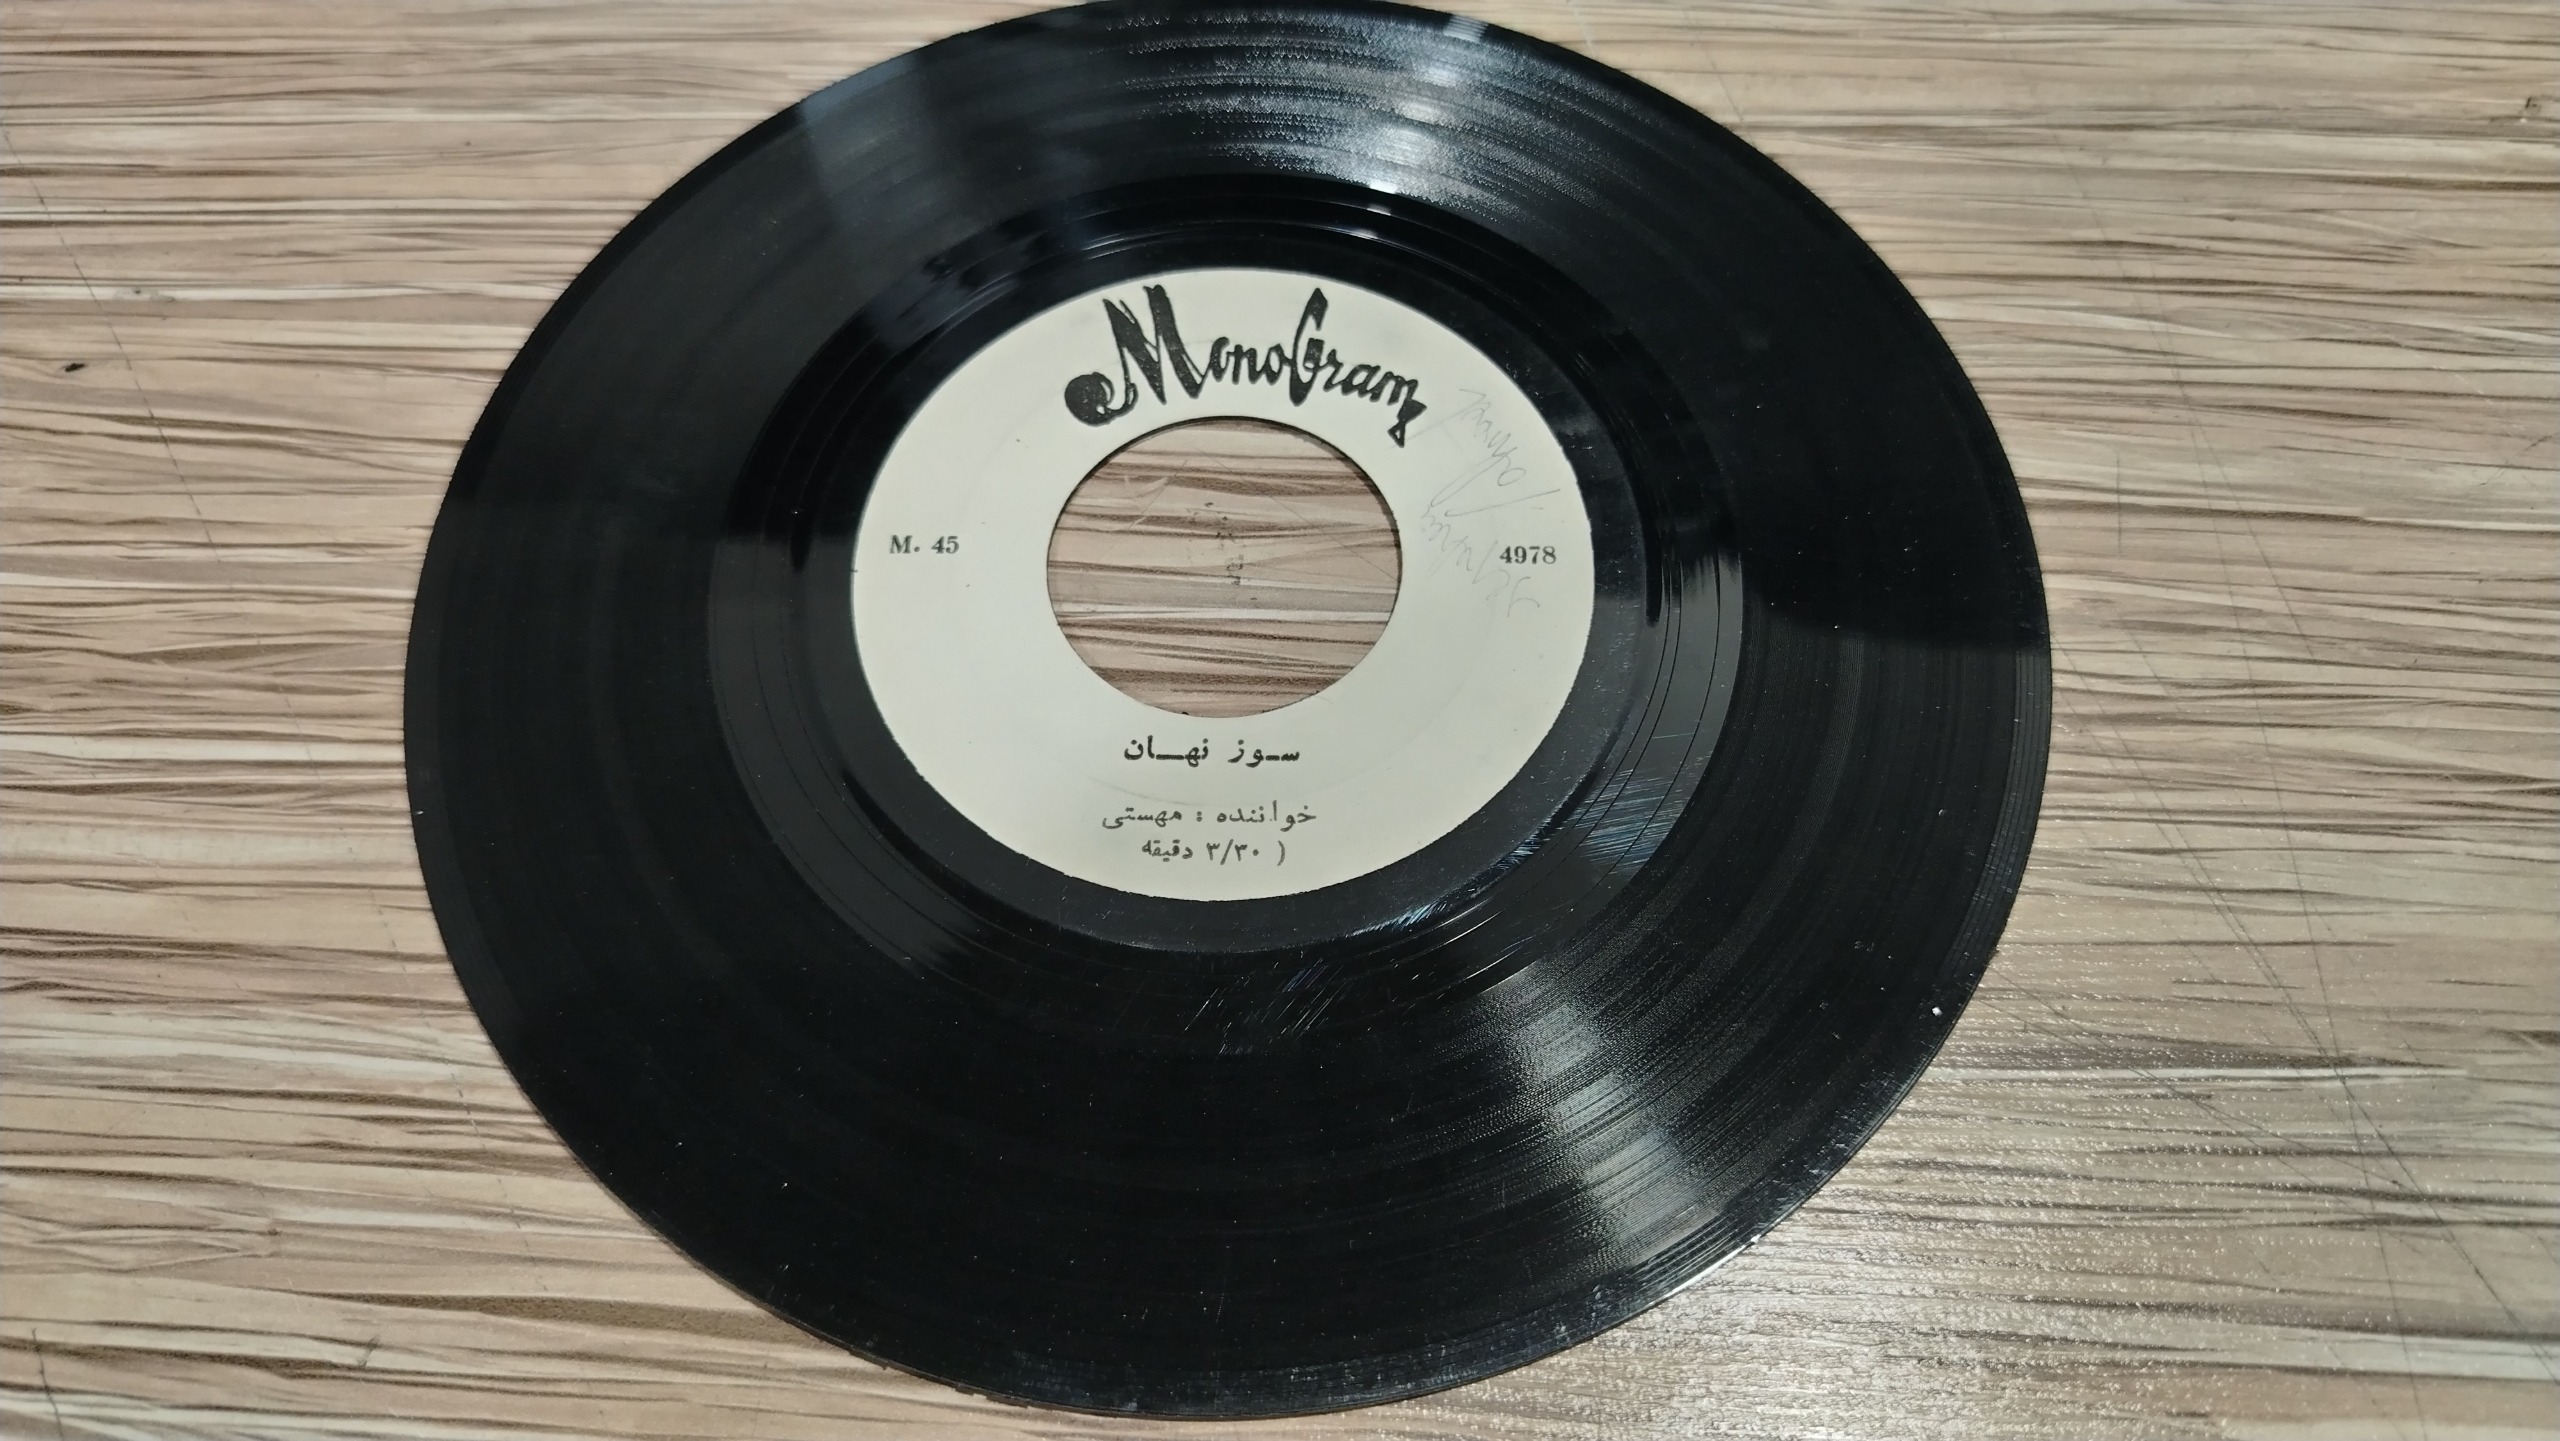 MonoGram
M. 45
4978
سوز نهان
خواننده : مهستی
( ۳/۳۰ دقیقه